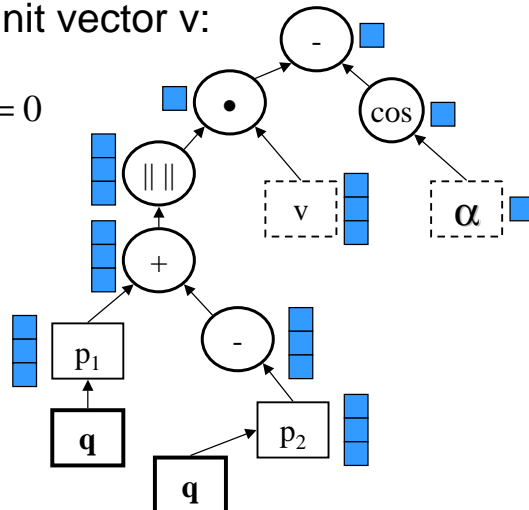 nit vector v:
-
= 0
•
cos
|| ||
v
α
+
-
p₁
p₂
q
q